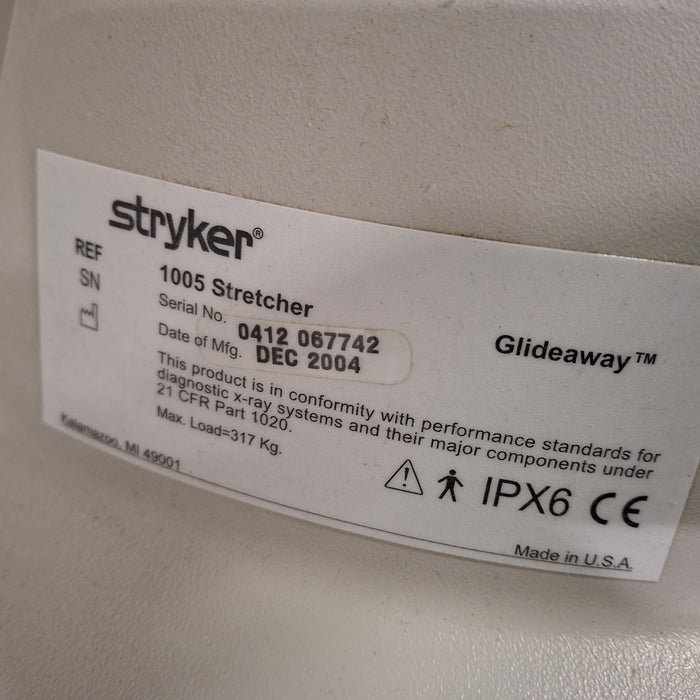 stryker®
REF 1005 Stretcher
SN Serial No. 0412 067742
Date of Mfg. DEC 2004
Glideaway™
This product is in conformity with performance standards for
diagnostic x-ray systems and their major components under
21 CFR Part 1020.
Max. Load=317 Kg.
Kalamazoo, MI 49001
! IPX6 CE
Made in U.S.A.